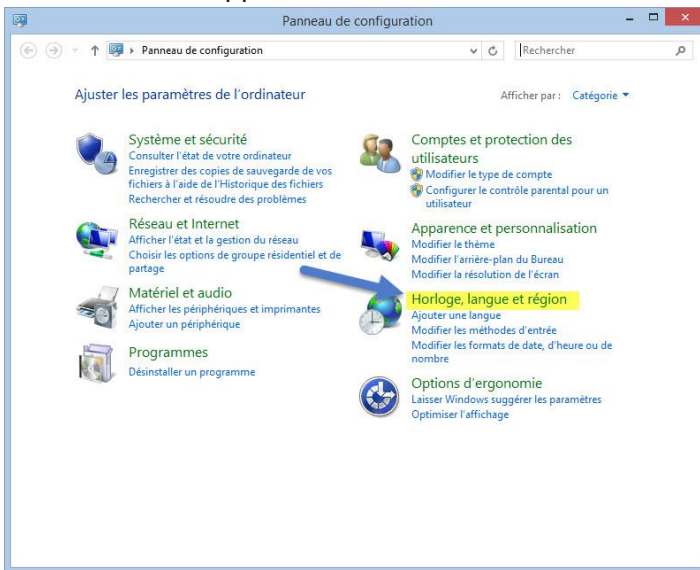 Panneau de configuration
Panneau de configuration
Rechercher
Ajuster les paramètres de l'ordinateur
Afficher par : Catégorie
Système et sécurité
Consulter l'état de votre ordinateur
Enregistrer des copies de sauvegarde de vos
fichiers à l'aide de l'Historique des fichiers
Rechercher et résoudre des problèmes
Réseau et Internet
Afficher l'état et la gestion du réseau
Choisir les options de groupe résidentiel et de
partage
Matériel et audio
Afficher les périphériques et imprimantes
Ajouter un périphérique
Programmes
Désinstaller un programme
Comptes et protection des
utilisateurs
Modifier le type de compte
Configurer le contrôle parental pour un
utilisateur
Apparence et personnalisation
Modifier le thème
Modifier l'arrière-plan du Bureau
Modifier la résolution de l'écran
Horloge, langue et région
Ajouter une langue
Modifier les méthodes d'entrée
Modifier les formats de date, d'heure ou de
nombre
Options d'ergonomie
Laisser Windows suggérer les paramètres
Optimiser l'affichage